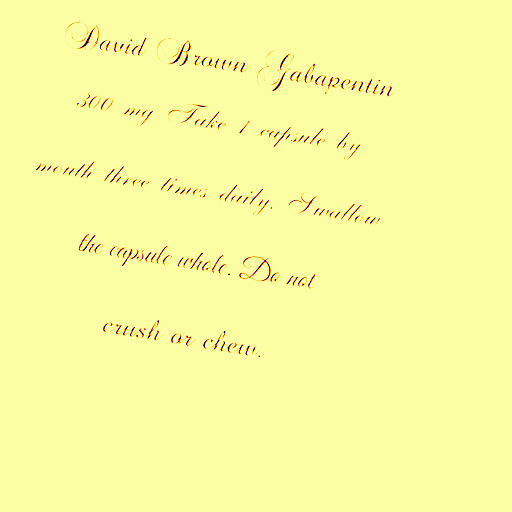 David Brown Gabapentin
300 mg Take 1 capsule by
mouth three times daily. Swallow
the capsule whole. Do not
crush or chew.